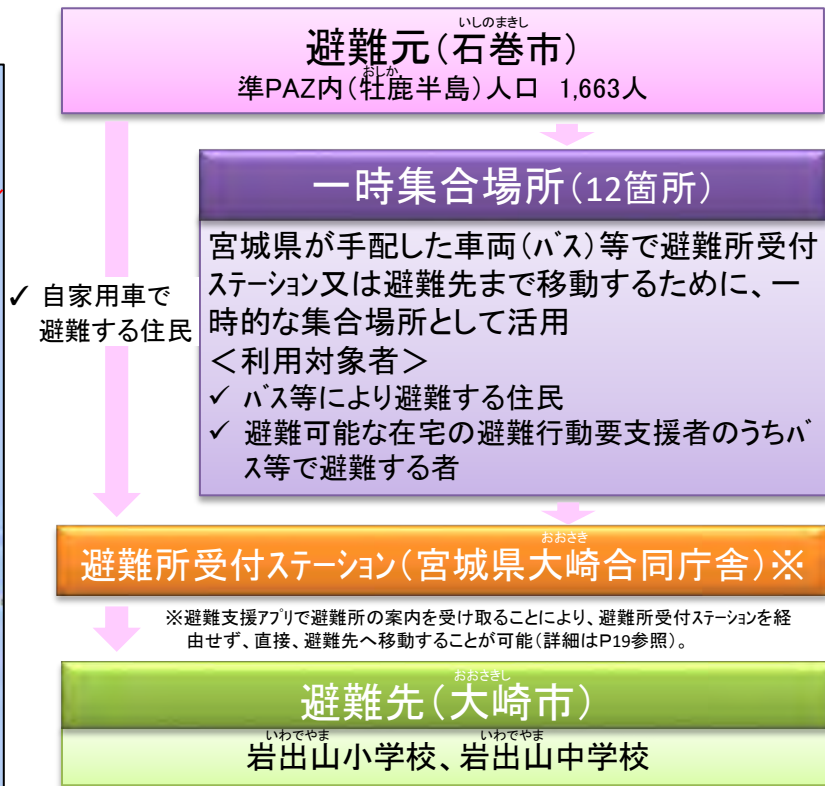 いしのまきし
避難元(石巻市)
おしか
準PAZ内(牡鹿半島)人口 1,663人
一時集合場所(12箇所)
宮城県が手配した車両(バス)等で避難所受付
ステーション又は避難先まで移動するために、一
時的な集合場所として活用
<利用対象者>
✓ バス等により避難する住民
✓ 避難可能な在宅の避難行動要支援者のうちバ
ス等で避難する者
✓ 自家用車で
避難する住民
おおさき
避難所受付ステーション(宮城県大崎合同庁舎)※
※避難支援アプリで避難所の案内を受け取ることにより、避難所受付ステーションを経
由せず、直接、避難先へ移動することが可能(詳細はP19参照)。
おおさきし
避難先(大崎市)
いわでやま いわでやま
岩出山小学校、岩出山中学校